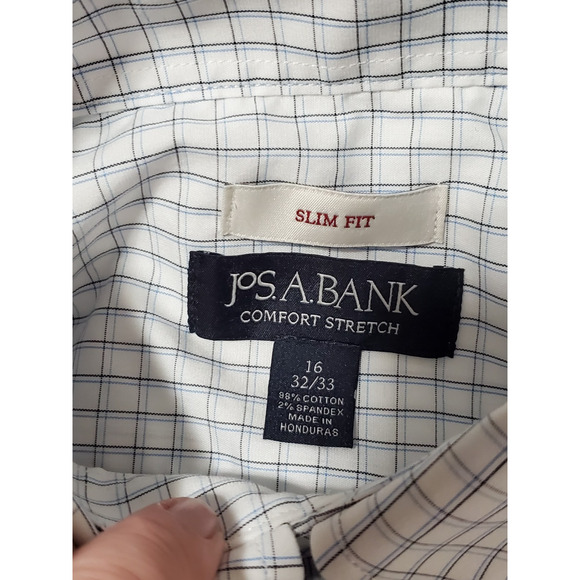 SLIM FIT
JOS. A. BANK
COMFORT STRETCH
16
32/33
98% COTTON
2% SPANDEX
MADE IN
HONDURAS